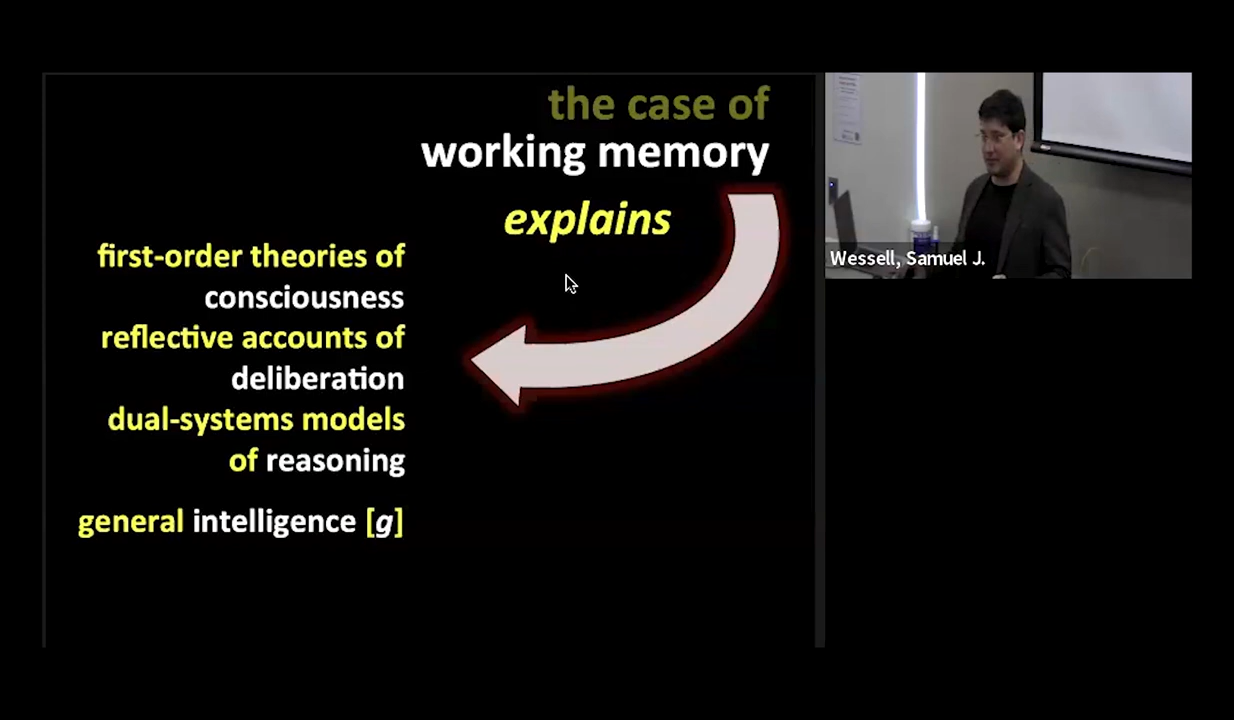 the case of
working memory
explains
first-order theories of
consciousness
reflective accounts of
deliberation
dual-systems models
of reasoning
general intelligence [g]
Wessell, Samuel J.